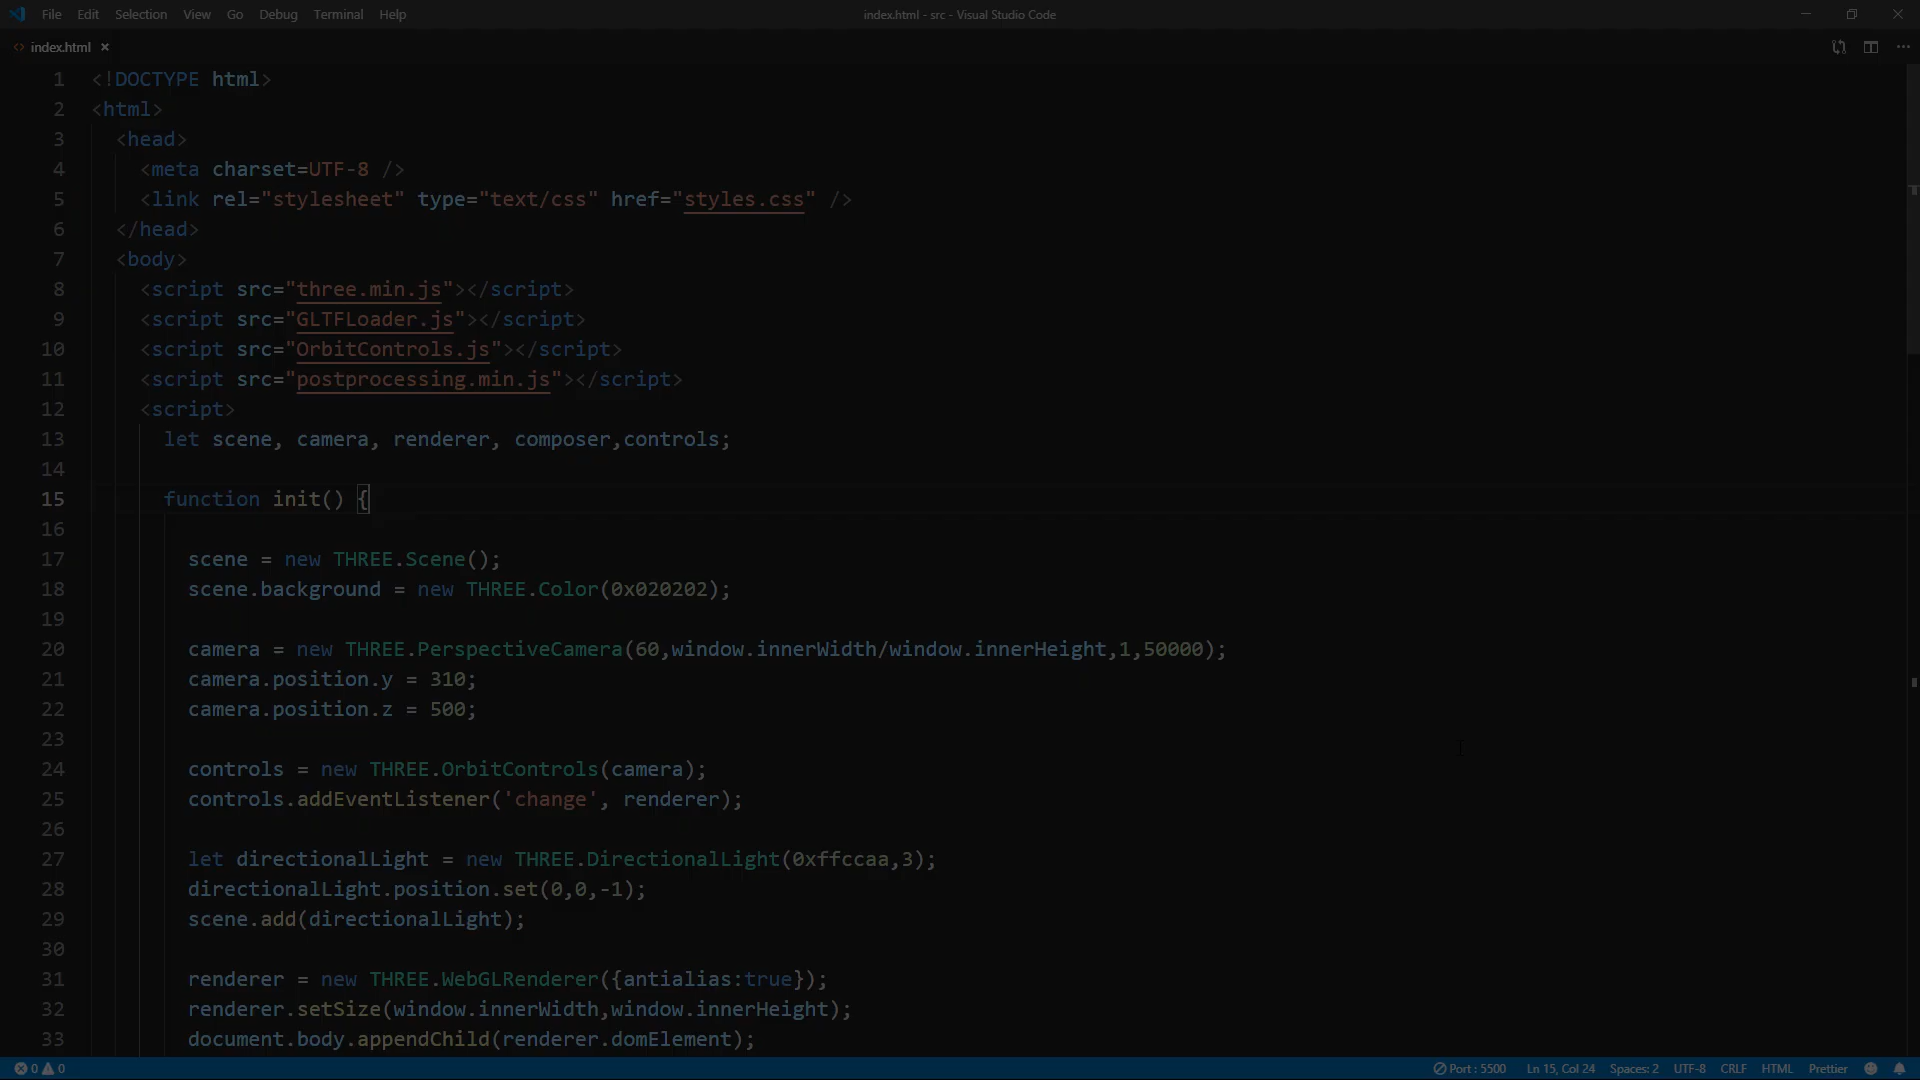 File Edit Selection View Go Debug Terminal Help index.html - src - Visual Studio Code
index.html
1 <!DOCTYPE html>
2 <html>
3 <head>
4 <meta charset=UTF-8 />
5 <link rel="stylesheet" type="text/css" href="styles.css" />
6 </head>
7 <body>
8 <script src="three.min.js"></script>
9 <script src="GLTFLoader.js"></script>
10 <script src="OrbitControls.js"></script>
11 <script src="postprocessing.min.js"></script>
12 <script>
13 let scene, camera, renderer, composer,controls;
14
15 function init() {
16
17 scene = new THREE.Scene();
18 scene.background = new THREE.Color(0x020202);
19
20 camera = new THREE.PerspectiveCamera(60,window.innerWidth/window.innerHeight,1,50000);
21 camera.position.y = 310;
22 camera.position.z = 500;
23
24 controls = new THREE.OrbitControls(camera);
25 controls.addEventListener('change', renderer);
26
27 let directionalLight = new THREE.DirectionalLight(0xffccaa,3);
28 directionalLight.position.set(0,0,-1);
29 scene.add(directionalLight);
30
31 renderer = new THREE.WebGLRenderer({antialias:true});
32 renderer.setSize(window.innerWidth,window.innerHeight);
33 document.body.appendChild(renderer.domElement);
0 0 Port : 5500 Ln 15, Col 24 Spaces: 2 UTF-8 CRLF HTML Prettier